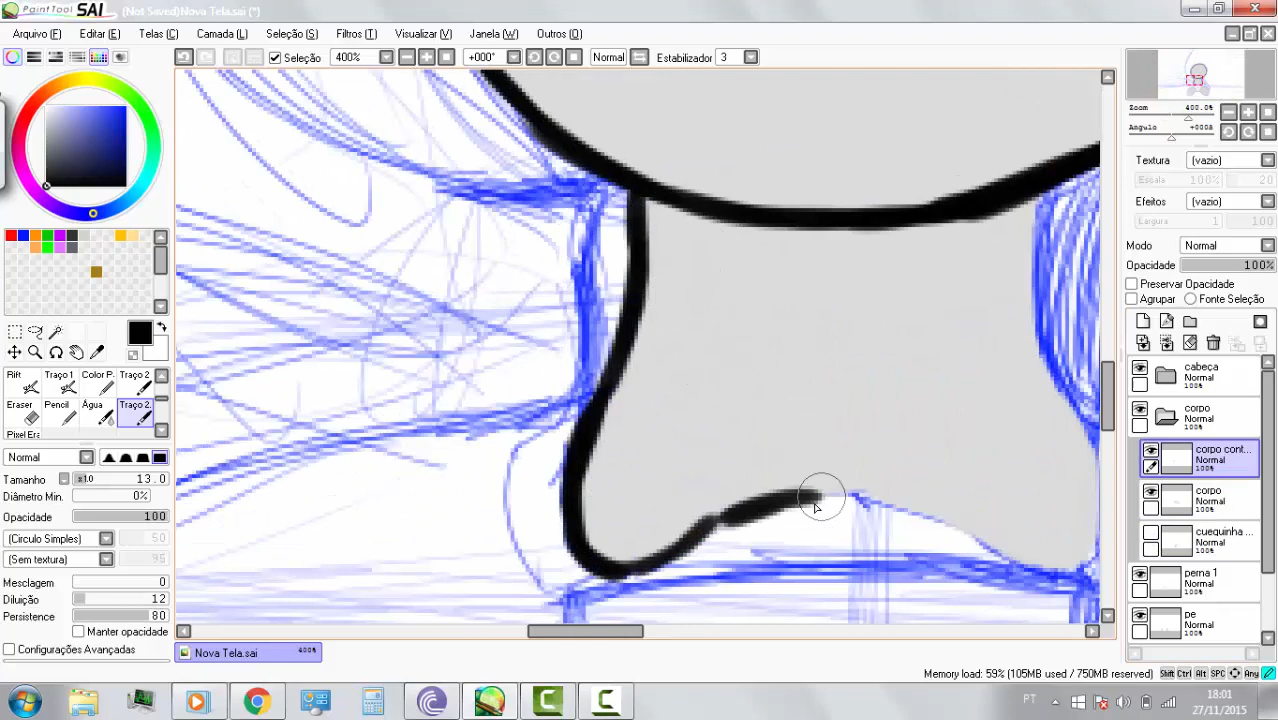 PaintTool SAI (Not Saved)Nova Tela.sai (*)
Arquivo (F) Editar (E) Telas (C) Camada (L) Seleção (S) Filtros (T) Visualizar (V) Janela (W) Outros (O)
Seleção 400% +000° Normal Estabilizador 3
Zoom 400.0%
Angulo +000°
Textura (vazio)
Escala 100% 20
Efeitos (vazio)
Largura 1 100
Modo Normal
Opacidade 100%
Preservar Opacidade
Agrupar Fonte Seleção
cabeça
Normal
100%
corpo
Normal
100%
corpo cont...
Normal
100%
corpo
Normal
100%
cuequinha ...
Normal
100%
perna 1
Normal
100%
pe
Normal
100%
Rift Traço 1 Color P. Traço 2
Eraser Pencil Água Traço 2.
Pixel Era
Normal
Tamanho x1.0 13.0
Diâmetro Min. 0%
Opacidade 100
(Circulo Simples) 50
(Sem textura) 95
Mesclagem 0
Diluição 12
Persistence 80
Manter opacidade
Configurações Avançadas
Nova Tela.sai 400%
Memory load: 59% (105MB used / 750MB reserved) Shift Ctrl Alt SPC Any
PT 18:01
27/11/2015